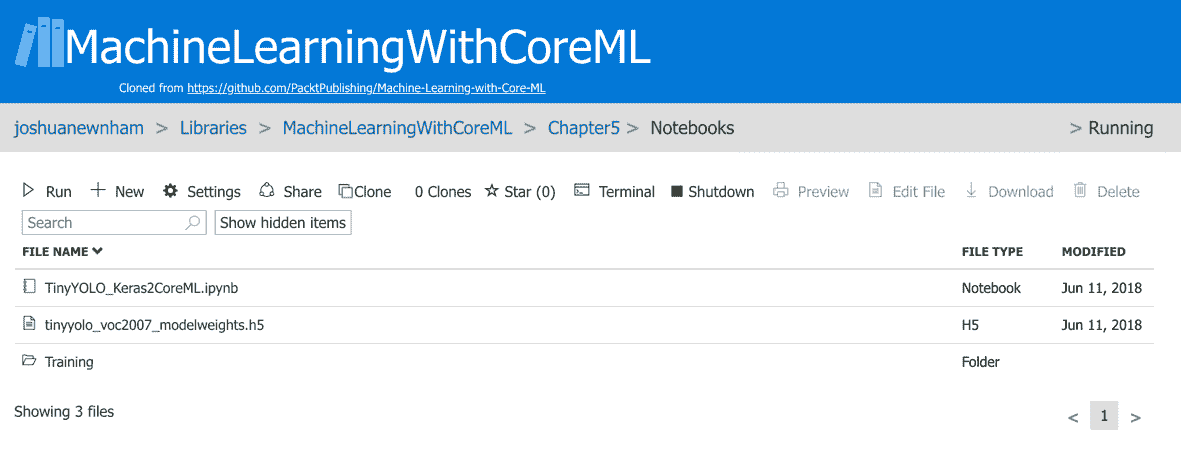 MachineLearningWithCoreML
Cloned from https://github.com/PacktPublishing/Machine-Learning-with-Core-ML
joshuanewnham > Libraries > MachineLearningWithCoreML > Chapter5 > Notebooks > Running
Run New Settings Share Clone 0 Clones Star (0) Terminal Shutdown Preview Edit File Download Delete
Search Show hidden items
FILE NAME FILE TYPE MODIFIED
TinyYOLO_Keras2CoreML.ipynb Notebook Jun 11, 2018
tinyyolo_voc2007_modelweights.h5 H5 Jun 11, 2018
Training Folder
Showing 3 files < 1 >